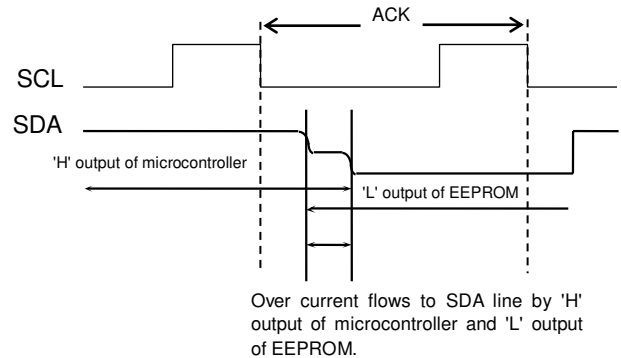 ACK
SCL
SDA
'H' output of microcontroller
'L' output of EEPROM
Over current flows to SDA line by 'H'
output of microcontroller and 'L' output
of EEPROM.